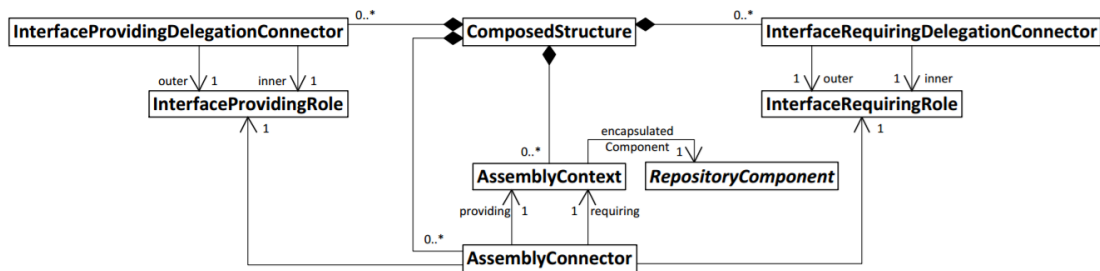 0..*
0..*
InterfaceProvidingDelegationConnector
ComposedStructure
InterfaceRequiringDelegationConnector
outer 1 inner 1
1 outer 1 inner
InterfaceProvidingRole
InterfaceRequiringRole
1
1
encapsulated
Component
1
0..*
AssemblyContext
RepositoryComponent
providing 1 1 requiring
0..*
AssemblyConnector